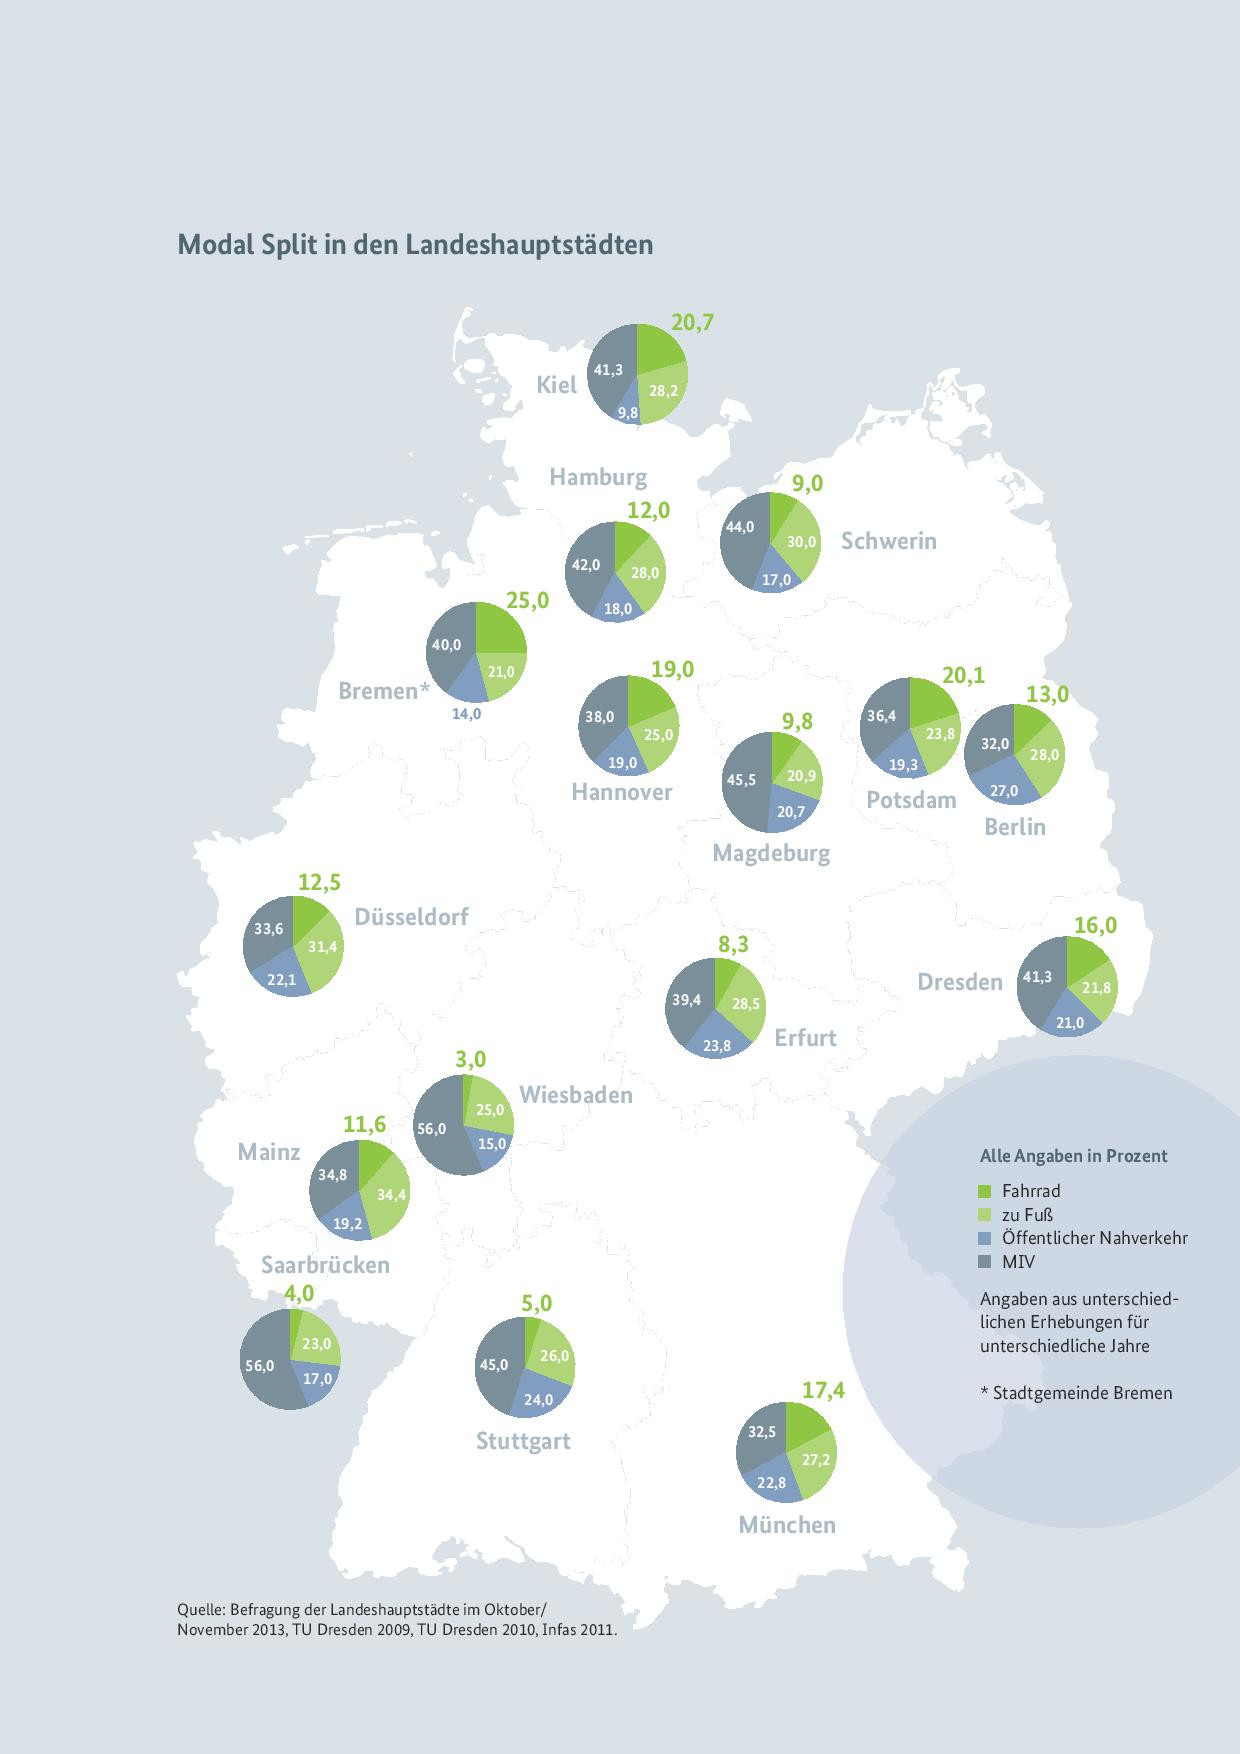 Modal Split in den Landeshauptstädten
20,7
41,3
Kiel
28,2
9,8
Hamburg
12,0
42,0
28,0
18,0
9,0
44,0
30,0
Schwerin
17,0
25,0
40,0
21,0
Bremen*
14,0
19,0
38,0
25,0
19,0
Hannover
9,8
45,5
20,9
20,7
Magdeburg
20,1
36,4
23,8
19,3
Potsdam
13,0
32,0
28,0
27,0
Berlin
12,5
33,6
Düsseldorf
31,4
22,1
8,3
39,4
28,5
23,8
Erfurt
16,0
Dresden
41,3
21,8
21,0
3,0
Wiesbaden
25,0
56,0
15,0
11,6
Mainz
34,8
34,4
19,2
Saarbrücken
4,0
23,0
56,0
17,0
5,0
45,0
26,0
24,0
Stuttgart
17,4
32,5
27,2
22,8
München
Alle Angaben in Prozent
Fahrrad
zu Fuß
Öffentlicher Nahverkehr
MIV
Angaben aus unterschied-
lichen Erhebungen für
unterschiedliche Jahre
* Stadtgemeinde Bremen
Quelle: Befragung der Landeshauptstädte im Oktober/
November 2013, TU Dresden 2009, TU Dresden 2010, Infas 2011.